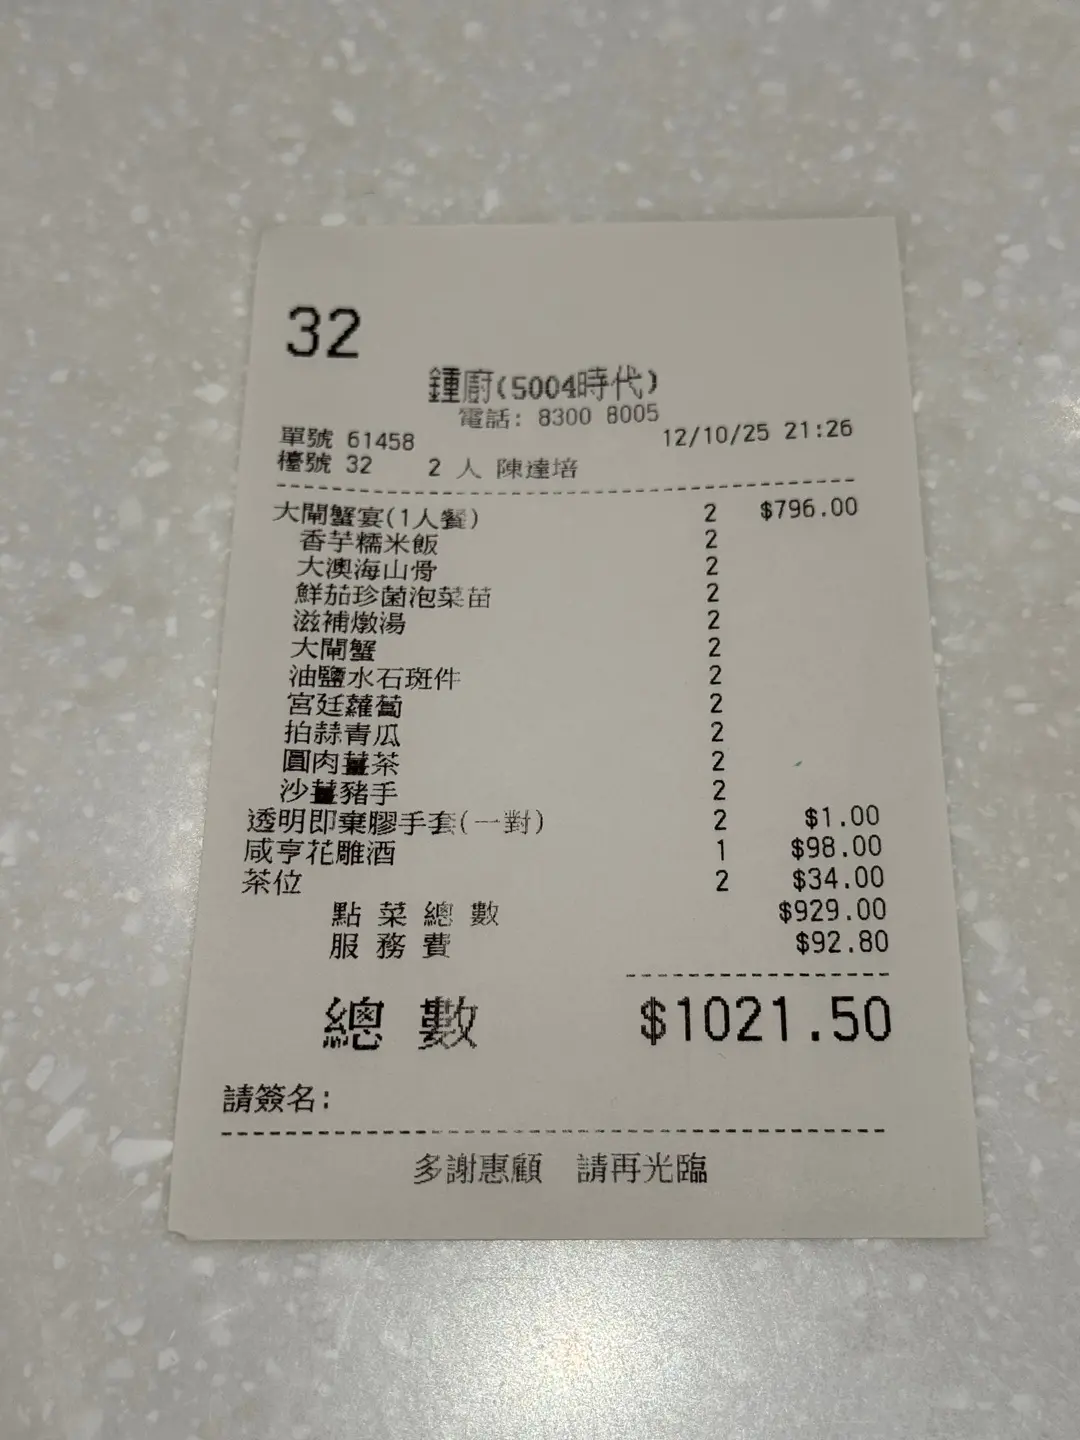 32
鍾廚(5004時代)
電話: 8300 8005
單號 61458 12/10/25 21:26
檯號 32 2 人 陳達培
大閘蟹宴(1人餐) 2 $796.00
香芋糯米飯 2
大澳海山骨 2
鮮茄珍菌泡菜苗 2
滋補燉湯 2
大閘蟹 2
油鹽水石斑件 2
宮廷蘿蔔 2
拍蒜青瓜 2
圓肉薑茶 2
沙薑豬手 2
透明即棄膠手套(一對) 2 $1.00
咸亨花雕酒 1 $98.00
茶位 2 $34.00
點 菜 總 數 $929.00
服 務 費 $92.80
總 數 $1021.50
請簽名:
多謝惠顧 請再光臨